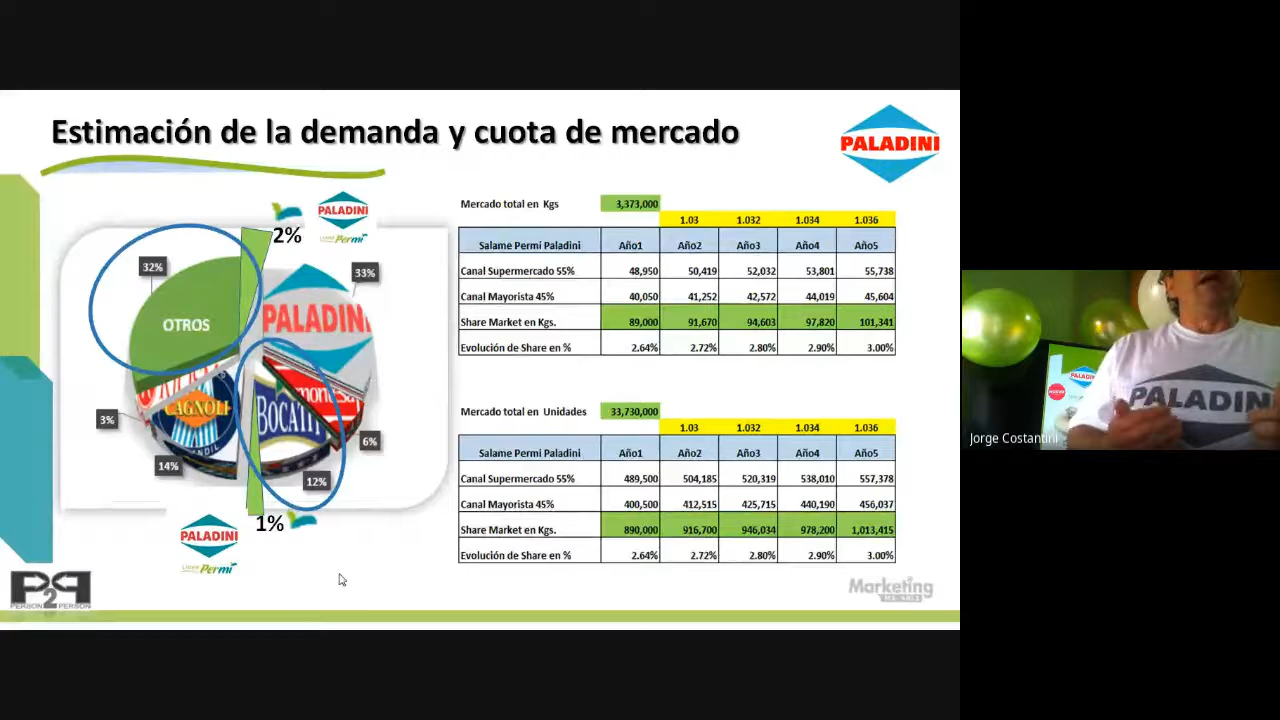 Estimación de la demanda y cuota de mercado
PALADINI
2%
PALADINI
Línea Permi
32%
33%
OTROS
PALADINI
CAGNOLI
3%
14%
6%
12%
1%
PALADINI
Línea Permi
Mercado total en Kgs 3,373,000
1.03 1.032 1.034 1.036
Salame Permi Paladini Año1 Año2 Año3 Año4 Año5
Canal Supermercado 55% 48,950 50,419 52,032 53,801 55,738
Canal Mayorista 45% 40,050 41,252 42,572 44,019 45,604
Share Market en Kgs. 89,000 91,670 94,603 97,820 101,341
Evolución de Share en % 2.64% 2.72% 2.80% 2.90% 3.00%
Mercado total en Unidades 33,730,000
1.03 1.032 1.034 1.036
Salame Permi Paladini Año1 Año2 Año3 Año4 Año5
Canal Supermercado 55% 489,500 504,185 520,319 538,010 557,378
Canal Mayorista 45% 400,500 412,515 425,715 440,190 456,037
Share Market en Kgs. 890,000 916,700 946,034 978,200 1,013,415
Evolución de Share en % 2.64% 2.72% 2.80% 2.90% 3.00%
P2P
PERSON 2 PERSON
Marketing
PALADINI
Jorge Costantini